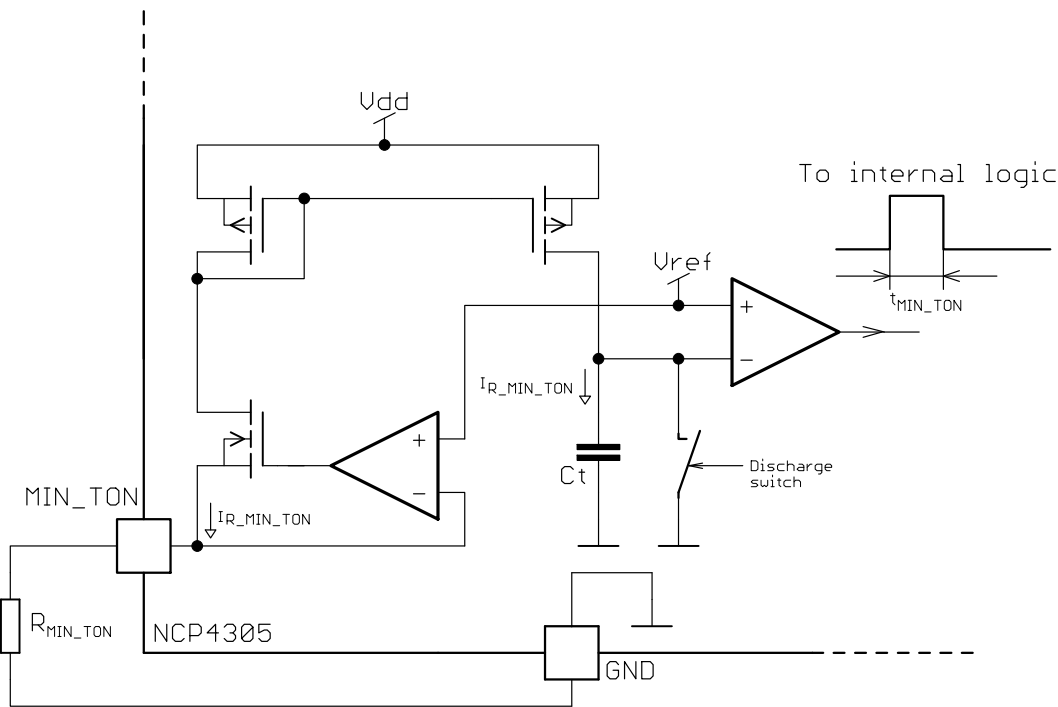 Vdd
To internal logic
Vref
+
−
tMIN_TON
IR_MIN_TON
+
−
Ct
Discharge
switch
MIN_TON
IR_MIN_TON
RMIN_TON
NCP4305
GND